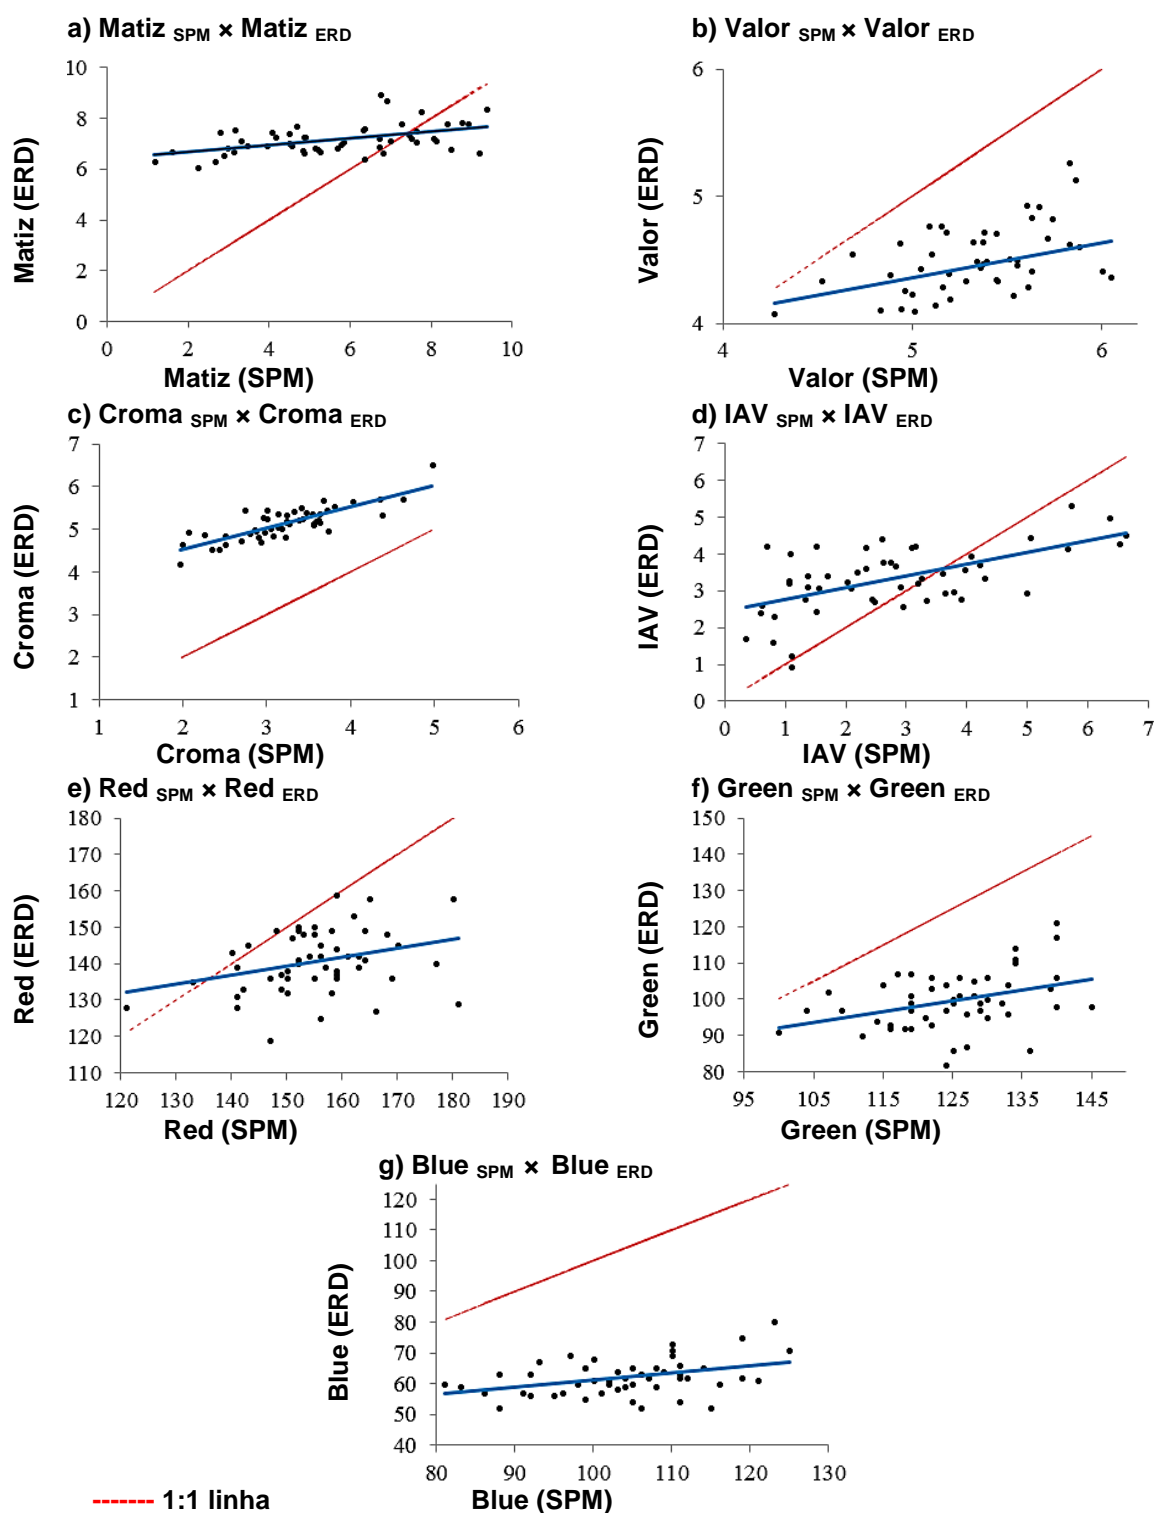 a) Matiz SPM × Matiz ERD
10
8
6
4
2
0
0 2 4 6 8 10
Matiz (ERD)
Matiz (SPM)
b) Valor SPM × Valor ERD
6
5
4
4 5 6
Valor (ERD)
Valor (SPM)
c) Croma SPM × Croma ERD
7
6
5
4
3
2
1
1 2 3 4 5 6
Croma (ERD)
Croma (SPM)
d) IAV SPM × IAV ERD
7
6
5
4
3
2
1
0
0 1 2 3 4 5 6 7
IAV (ERD)
IAV (SPM)
e) Red SPM × Red ERD
180
170
160
150
140
130
120
110
120 130 140 150 160 170 180 190
Red (ERD)
Red (SPM)
f) Green SPM × Green ERD
150
140
130
120
110
100
90
80
95 105 115 125 135 145
Green (ERD)
Green (SPM)
g) Blue SPM × Blue ERD
120
110
100
90
80
70
60
50
40
80 90 100 110 120 130
Blue (ERD)
Blue (SPM)
1:1 linha